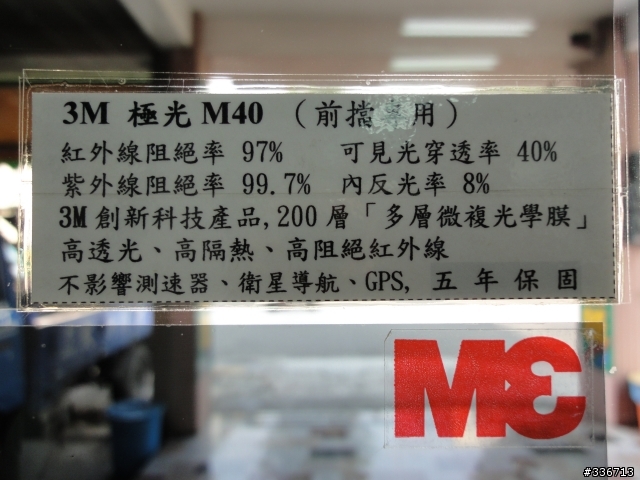 3M 極光 M40 (前擋專用)
紅外線阻絕率 97% 可見光穿透率 40%
紫外線阻絕率 99.7% 內反光率 8%
3M創新科技產品,200層「多層微複光學膜」
高透光、高隔熱、高阻絕紅外線
不影響測速器、衛星導航、GPS, 五年保固
3M
#336713